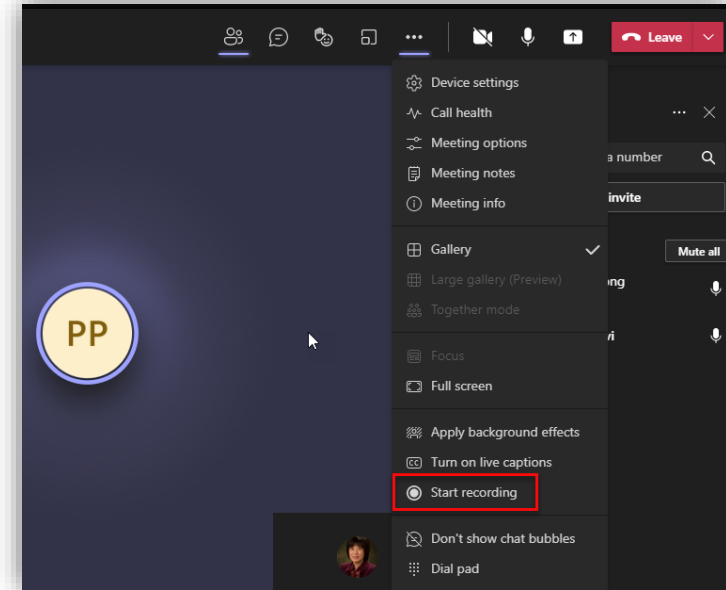 Leave
Device settings
Call health
Meeting options
Meeting notes
Meeting info
a number
invite
Gallery
Mute all
Large gallery (Preview)
ong
Together mode
PP
vi
Focus
Full screen
Apply background effects
CC Turn on live captions
Start recording
Don't show chat bubbles
Dial pad